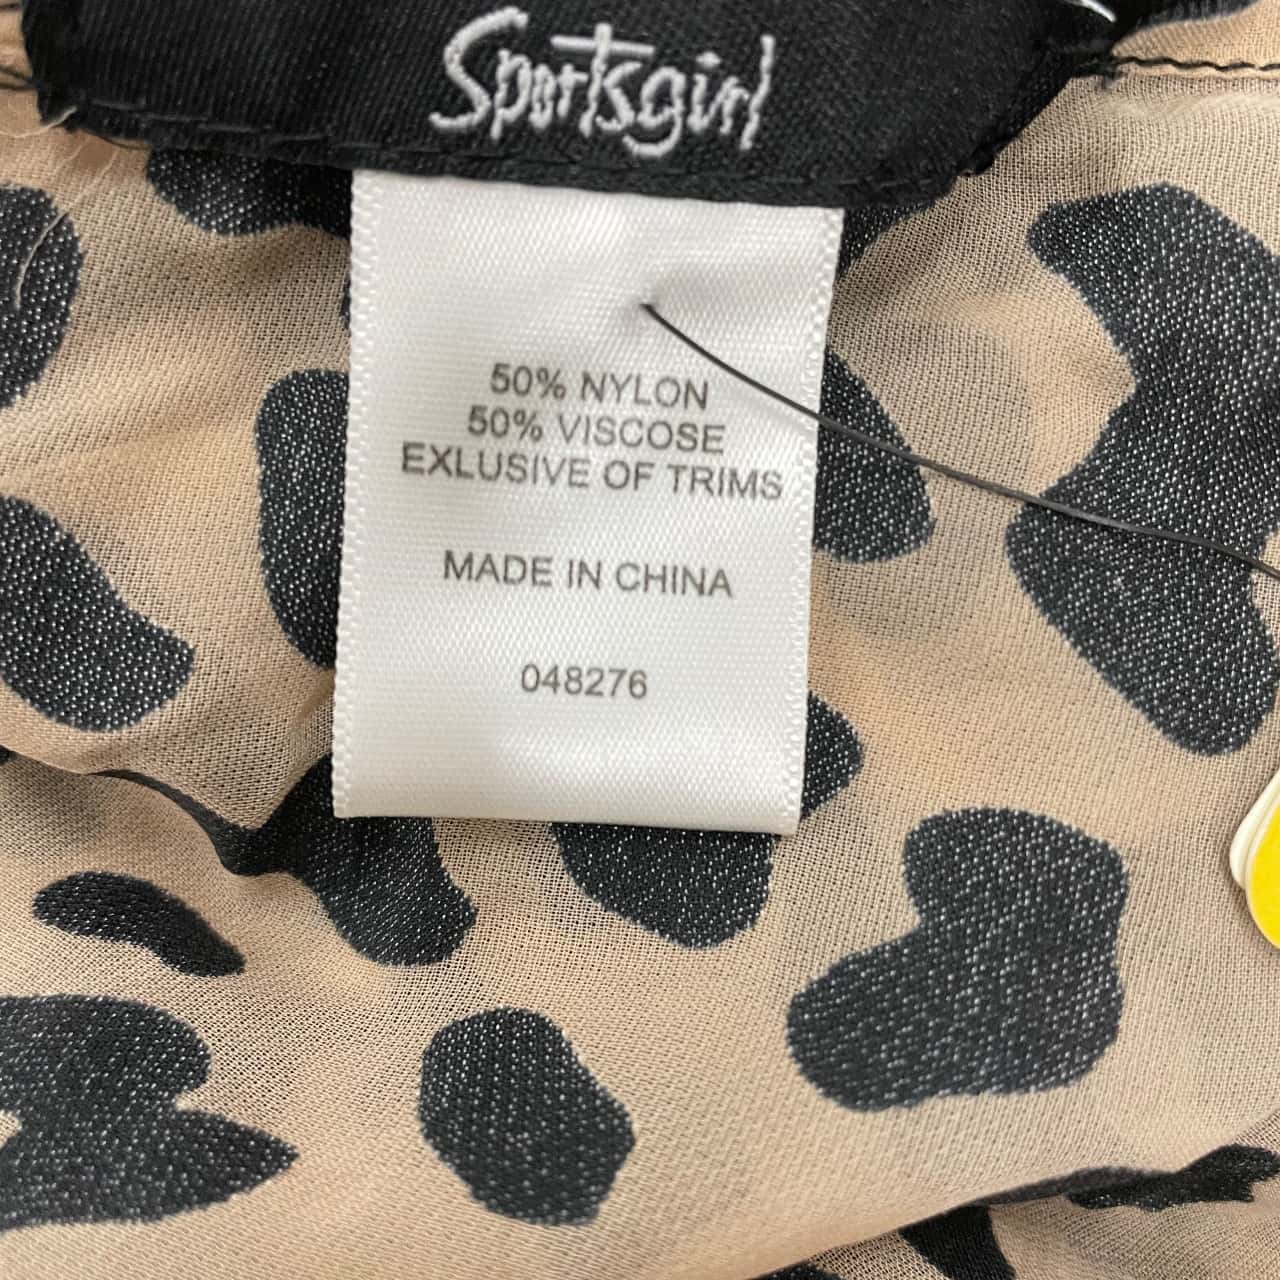 Sportsgirl
50% NYLON
50% VISCOSE
EXLUSIVE OF TRIMS
MADE IN CHINA
048276